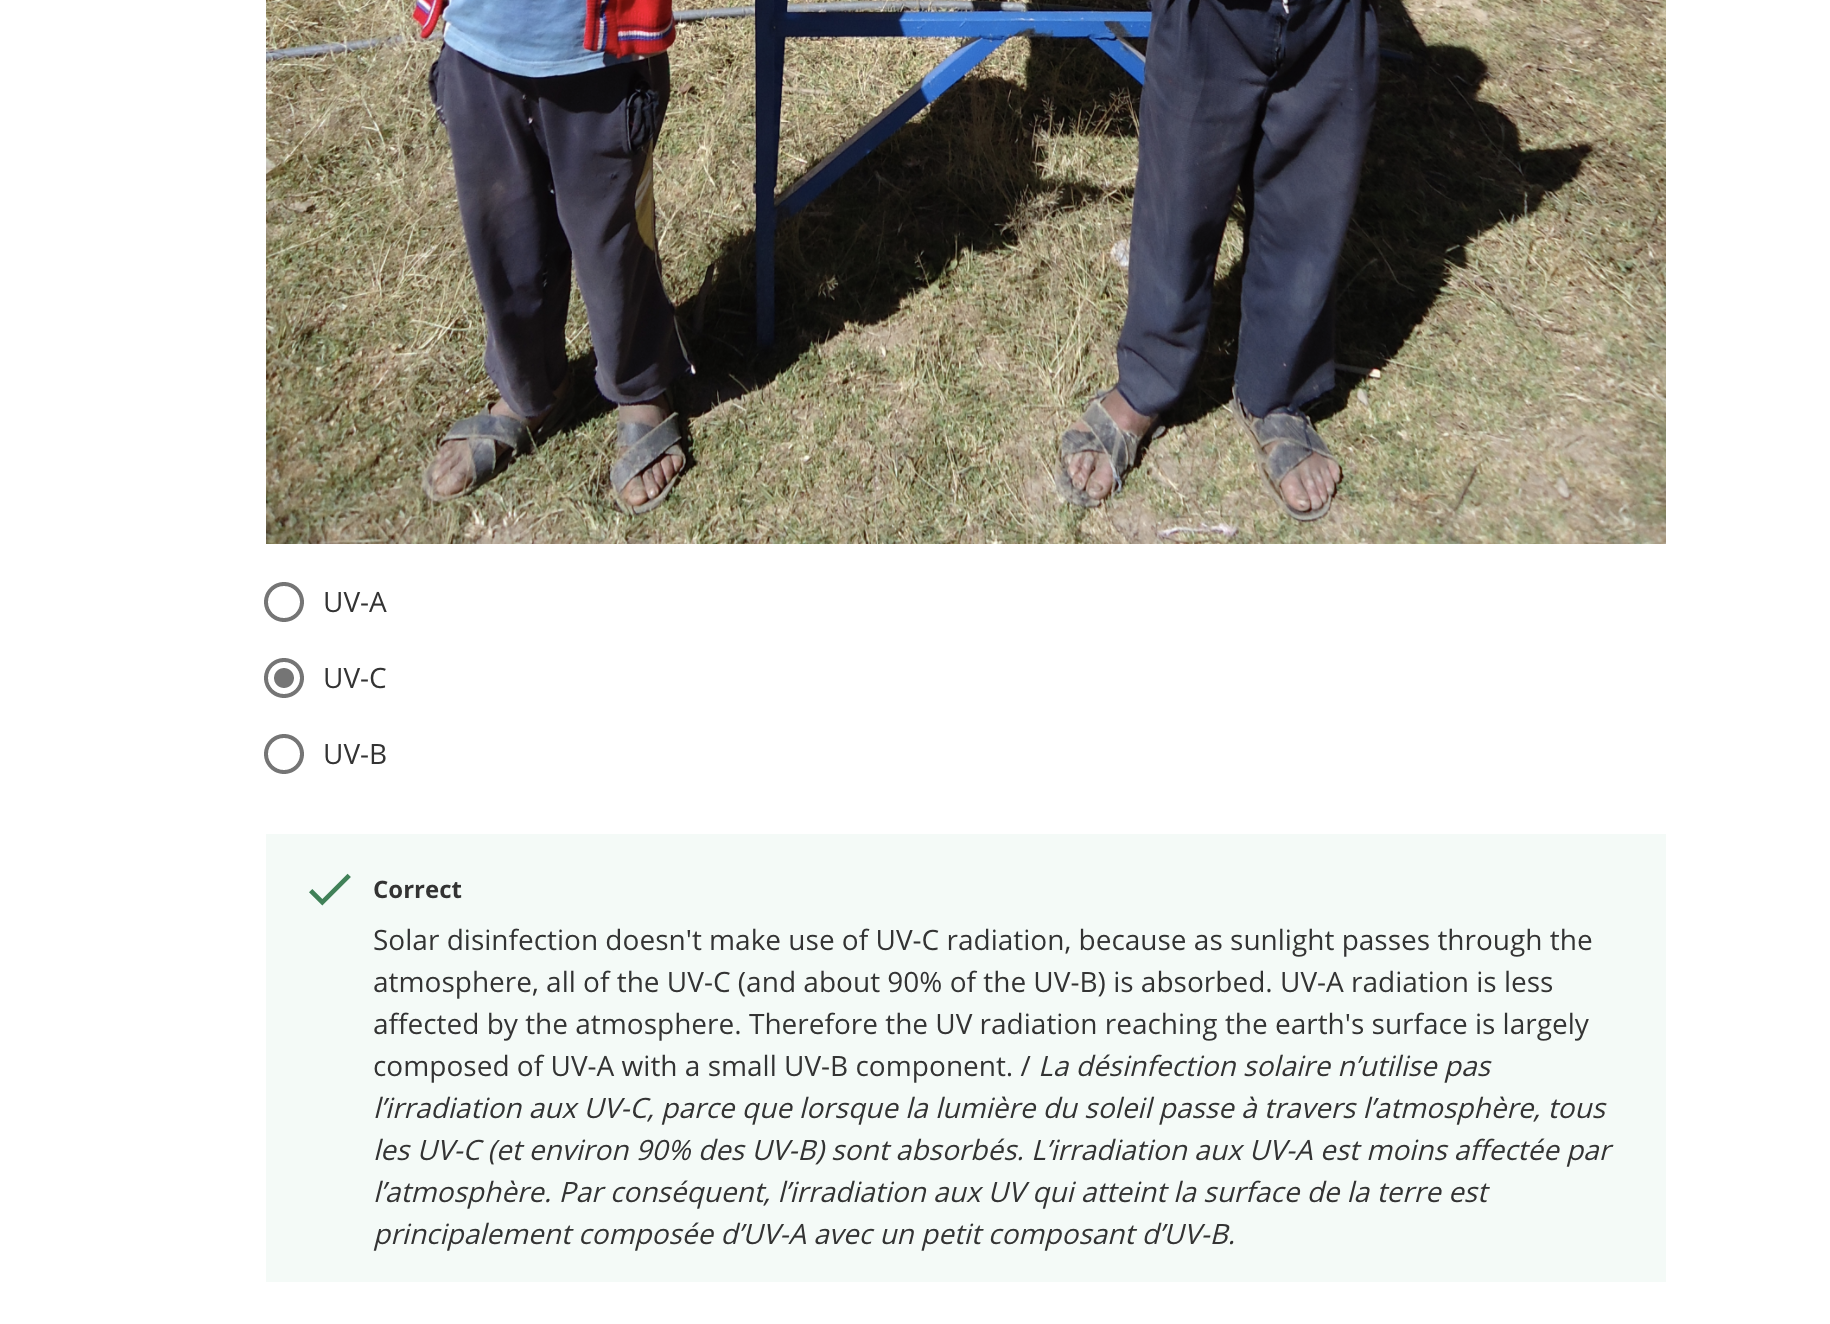 UV-A
UV-C
UV-B
Correct
Solar disinfection doesn't make use of UV-C radiation, because as sunlight passes through the
atmosphere, all of the UV-C (and about 90% of the UV-B) is absorbed. UV-A radiation is less
affected by the atmosphere. Therefore the UV radiation reaching the earth's surface is largely
composed of UV-A with a small UV-B component. / La désinfection solaire n’utilise pas
l’irradiation aux UV-C, parce que lorsque la lumière du soleil passe à travers l’atmosphère, tous
les UV-C (et environ 90% des UV-B) sont absorbés. L’irradiation aux UV-A est moins affectée par
l’atmosphère. Par conséquent, l’irradiation aux UV qui atteint la surface de la terre est
principalement composée d’UV-A avec un petit composant d’UV-B.